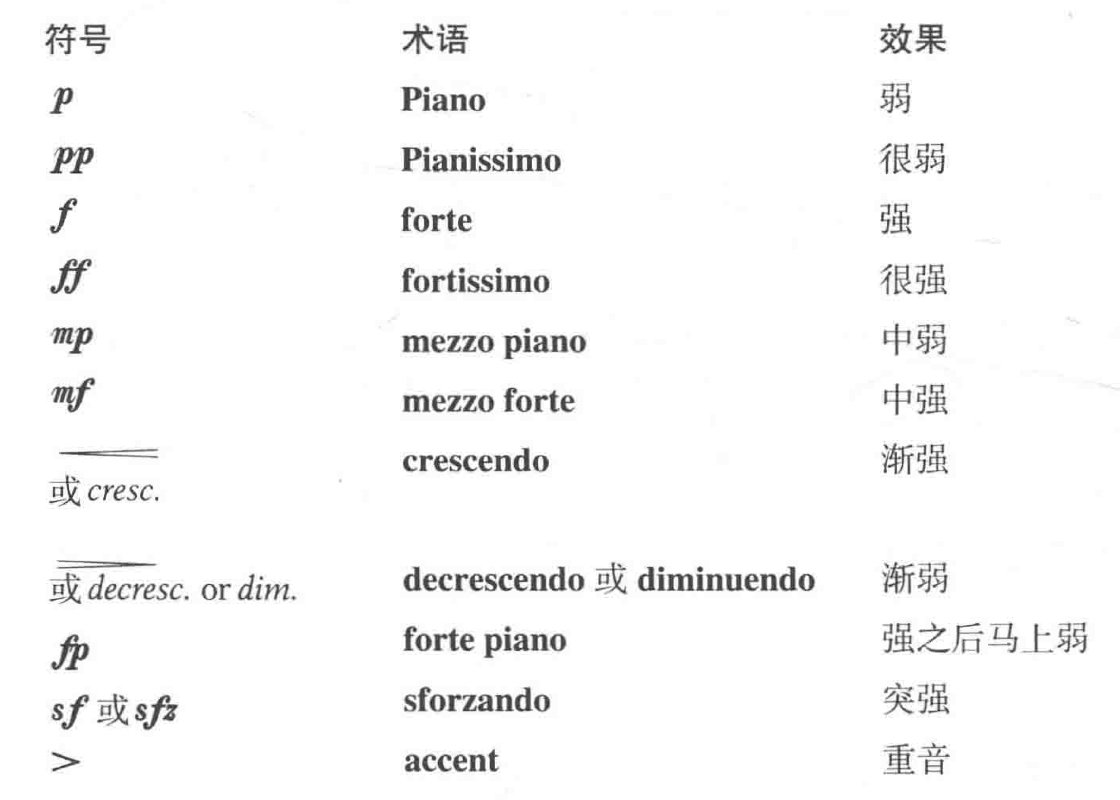 符号 术语 效果
p Piano 弱
pp Pianissimo 很弱
f forte 强
ff fortissimo 很强
mp mezzo piano 中弱
mf mezzo forte 中强
crescendo 渐强
或 cresc.
decrescendo 或 diminuendo 渐弱
或 decresc. or dim.
fp forte piano 强之后马上弱
sf 或 sfz sforzando 突强
> accent 重音